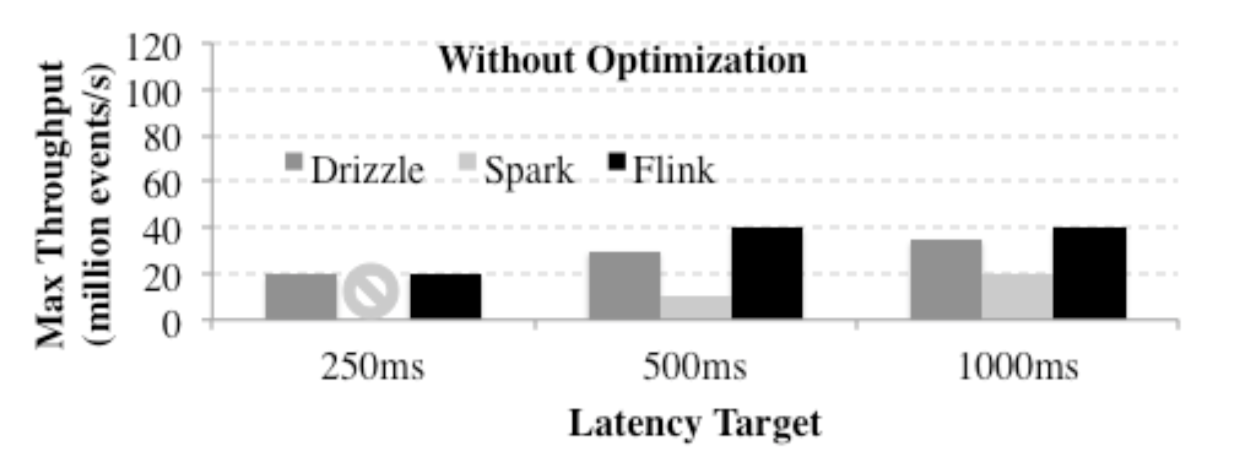 Without Optimization
Max Throughput
(million events/s)
120
100
80
60
40
20
0
Drizzle Spark Flink
250ms 500ms 1000ms
Latency Target